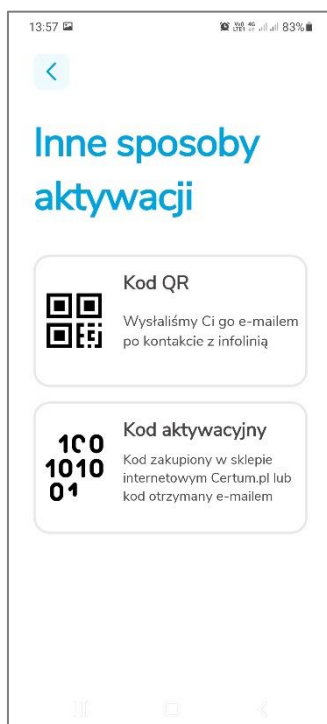 13:57 83%
Inne sposoby
aktywacji
Kod QR
Wysłaliśmy Ci go e-mailem
po kontakcie z infolinią
100
1010
01
Kod aktywacyjny
Kod zakupiony w sklepie
internetowym Certum.pl lub
kod otrzymany e-mailem